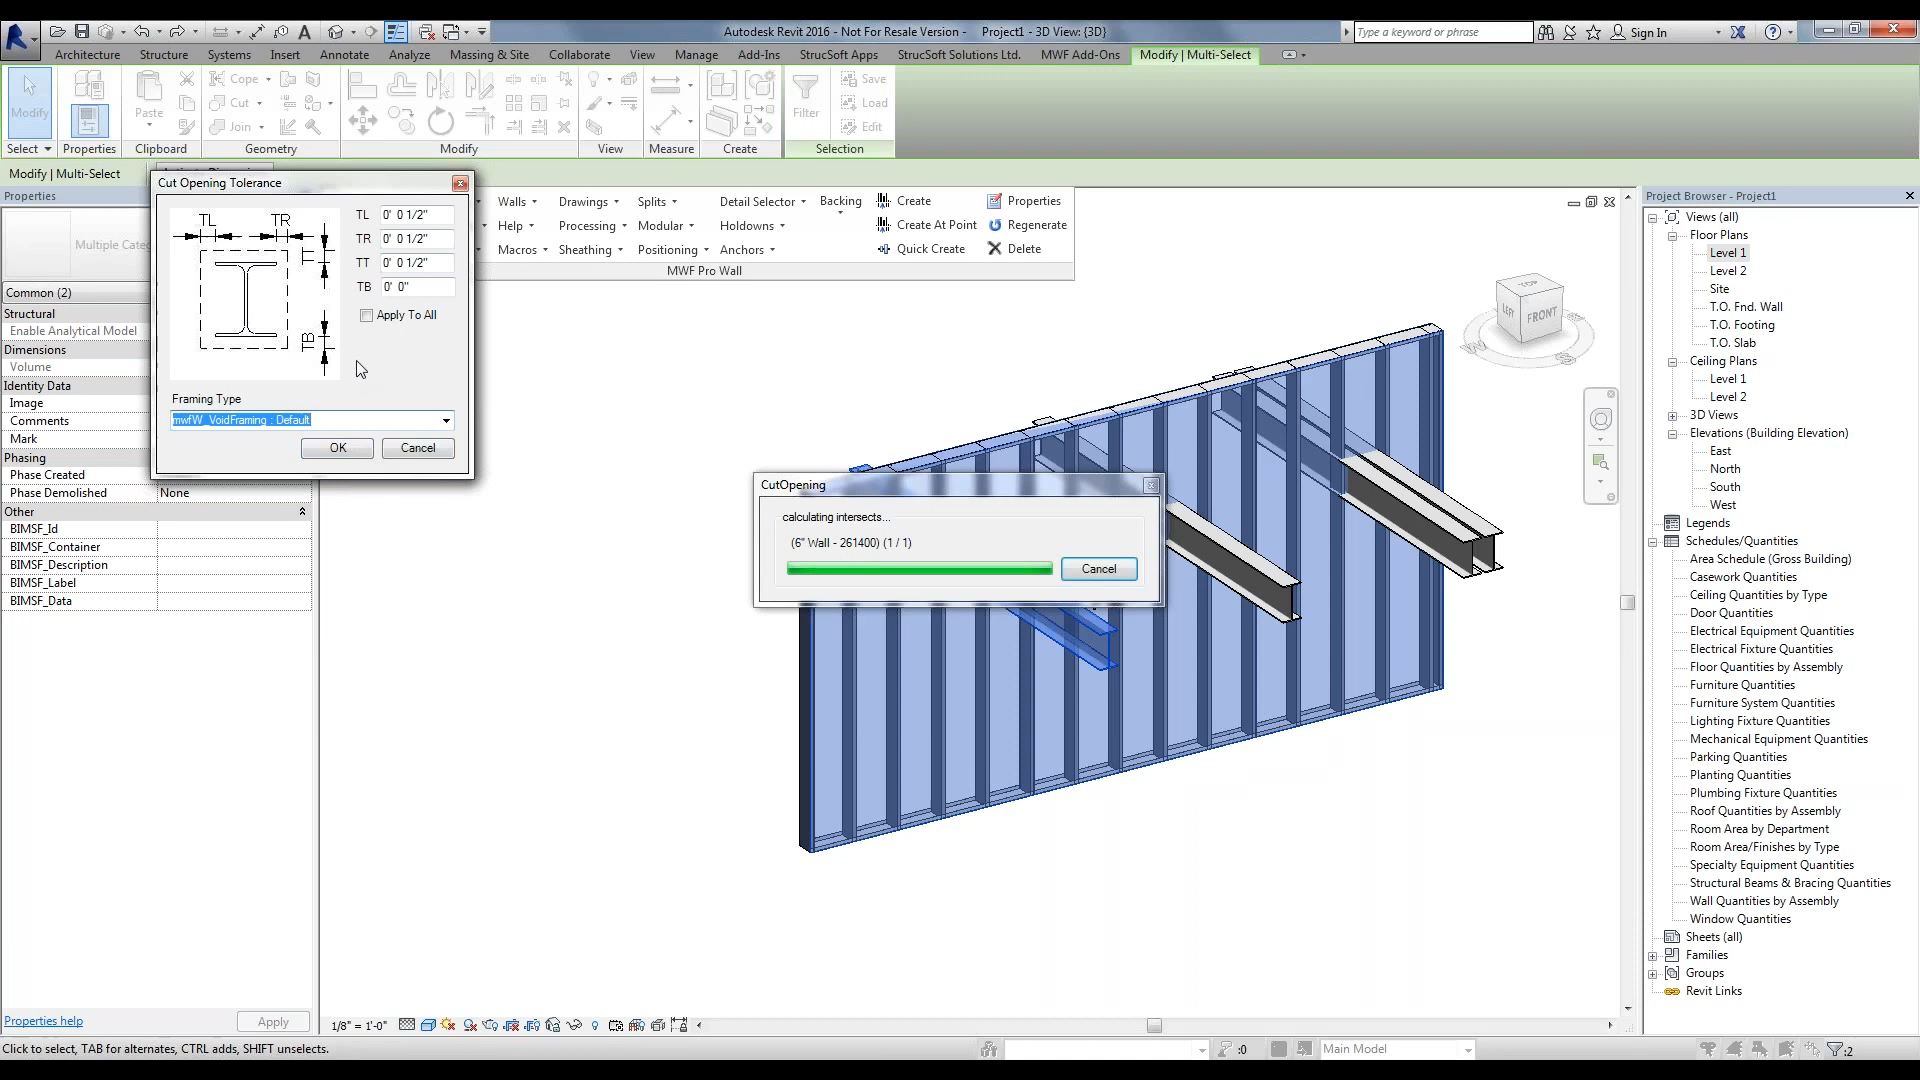 Autodesk Revit 2016 - Not For Resale Version - Project1 - 3D View: {3D}
Type a keyword or phrase
Sign In
Architecture Structure Systems Insert Annotate Analyze Massing & Site Collaborate View Manage Add-Ins StrucSoft Apps StrucSoft Solutions Ltd. MWF Add-Ons Modify | Multi-Select
Modify
Paste
Cope
Cut
Join
Filter
Save
Load
Edit
Select Properties Clipboard Geometry Modify View Measure Create Selection
Modify | Multi-Select
Properties
Multiple Categ
Common (2)
Structural
Enable Analytical Model
Dimensions
Volume
Identity Data
Image
Comments
Mark
Phasing
Phase Created
Phase Demolished None
Other
BIMSF_Id
BIMSF_Container
BIMSF_Description
BIMSF_Label
BIMSF_Data
Properties help
Apply
Cut Opening Tolerance
TL TR
TT
TB
TL 0' 0 1/2"
TR 0' 0 1/2"
TT 0' 0 1/2"
TB 0' 0"
Apply To All
Framing Type
mwfW_VoidFraming : Default
OK Cancel
Walls Drawings Splits Detail Selector Backing Create Properties
Help Processing Modular Holdowns Create At Point Regenerate
Macros Sheathing Positioning Anchors Quick Create Delete
MWF Pro Wall
TOP
LEFT
FRONT
W
S
CutOpening
calculating intersects...
(6" Wall - 261400) (1 / 1)
Cancel
Project Browser - Project1
Views (all)
Floor Plans
Level 1
Level 2
Site
T.O. Fnd. Wall
T.O. Footing
T.O. Slab
Ceiling Plans
Level 1
Level 2
3D Views
Elevations (Building Elevation)
East
North
South
West
Legends
Schedules/Quantities
Area Schedule (Gross Building)
Casework Quantities
Ceiling Quantities by Type
Door Quantities
Electrical Equipment Quantities
Electrical Fixture Quantities
Floor Quantities by Assembly
Furniture Quantities
Furniture System Quantities
Lighting Fixture Quantities
Mechanical Equipment Quantities
Parking Quantities
Planting Quantities
Plumbing Fixture Quantities
Roof Quantities by Assembly
Room Area by Department
Room Area/Finishes by Type
Specialty Equipment Quantities
Structural Beams & Bracing Quantities
Wall Quantities by Assembly
Window Quantities
Sheets (all)
Families
Groups
Revit Links
1/8" = 1'-0"
Click to select, TAB for alternates, CTRL adds, SHIFT unselects.
:0
Main Model
:2